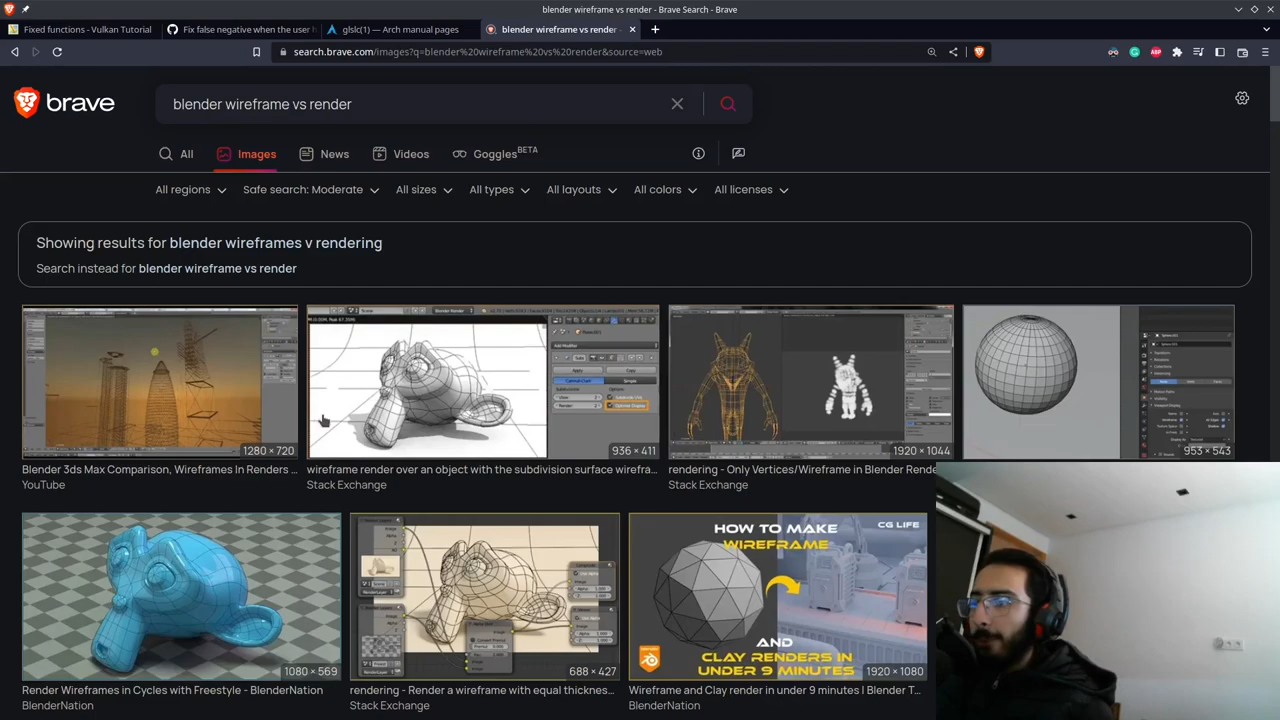 blender wireframe vs render - Brave Search - Brave
Fixed functions - Vulkan Tutorial
Fix false negative when the user h
glslc(1) — Arch manual pages
blender wireframe vs render -
search.brave.com/images?q=blender%20wireframe%20vs%20render&source=web
brave
blender wireframe vs render
All
Images
News
Videos
Goggles BETA
All regions
Safe search: Moderate
All sizes
All types
All layouts
All colors
All licenses
Showing results for blender wireframes v rendering
Search instead for blender wireframe vs render
1280 × 720
936 × 411
1920 × 1044
953 × 543
Blender 3ds Max Comparison, Wireframes In Renders ...
YouTube
wireframe render over an object with the subdivision surface wirefra...
Stack Exchange
rendering - Only Vertices/Wireframe in Blender Rende
Stack Exchange
HOW TO MAKE
WIREFRAME
CG LIFE
AND
CLAY RENDERS IN
UNDER 9 MINUTES
blender
1080 × 569
688 × 427
1920 × 1080
Render Wireframes in Cycles with Freestyle - BlenderNation
BlenderNation
rendering - Render a wireframe with equal thicknes...
Stack Exchange
Wireframe and Clay render in under 9 minutes | Blender T...
BlenderNation